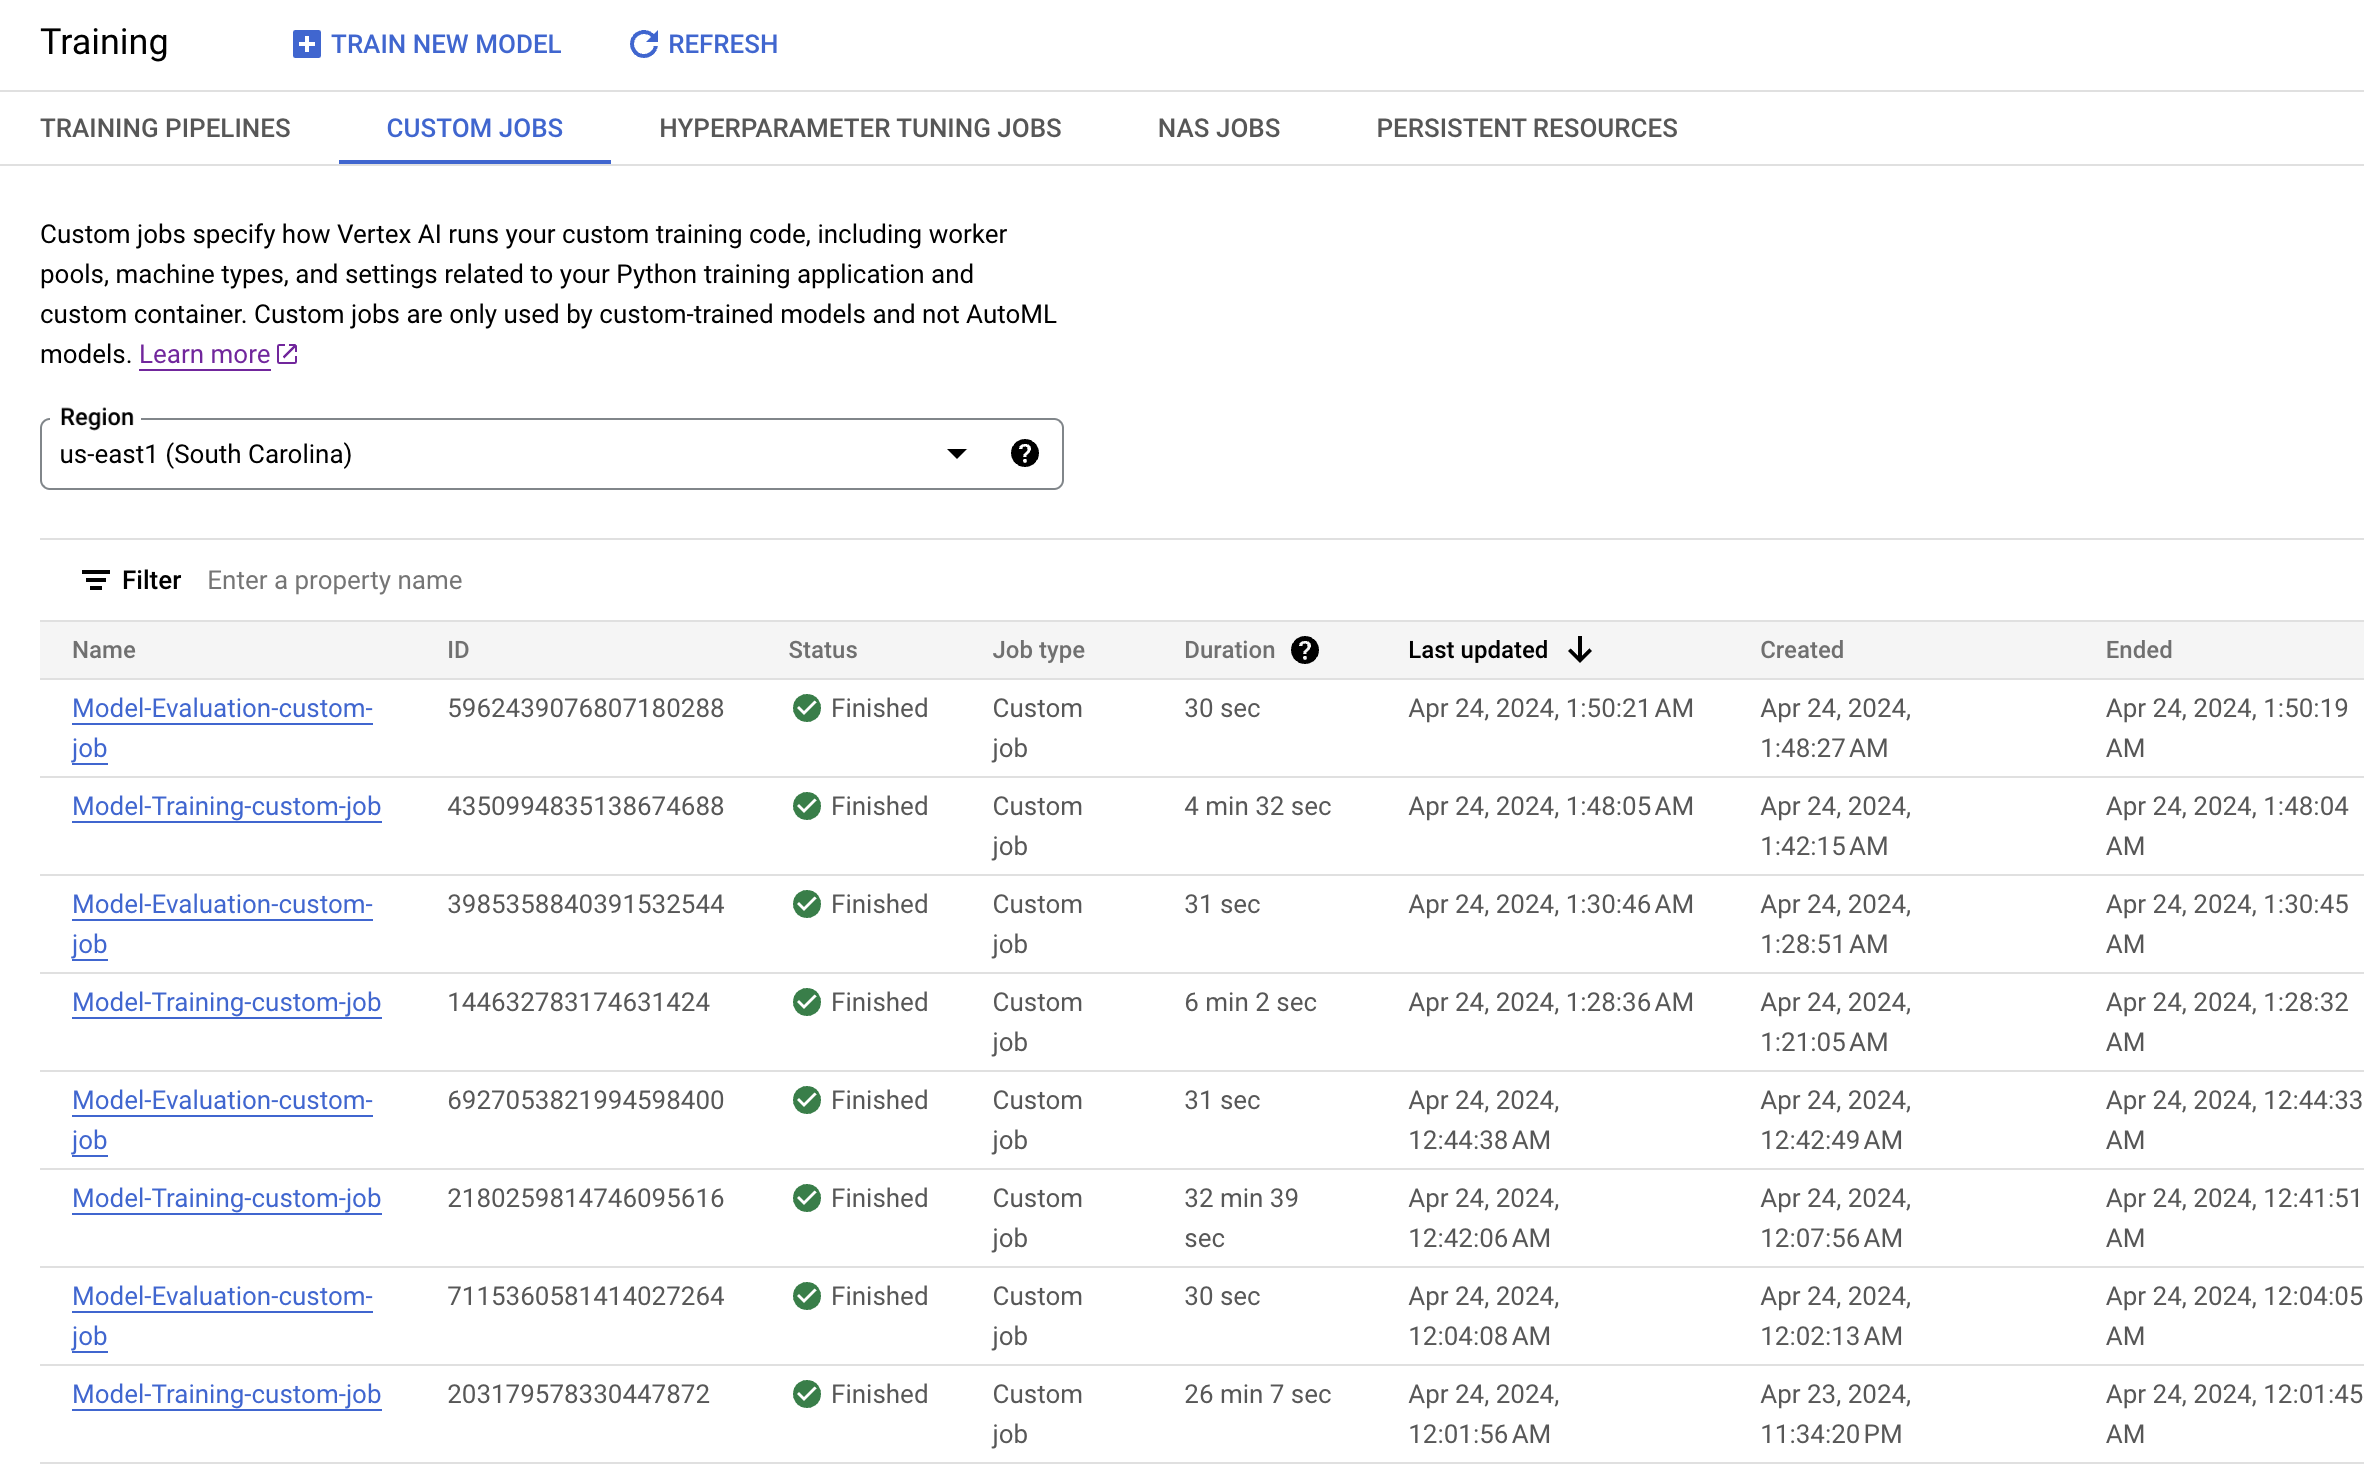 Training
TRAIN NEW MODEL
REFRESH
TRAINING PIPELINES
CUSTOM JOBS
HYPERPARAMETER TUNING JOBS
NAS JOBS
PERSISTENT RESOURCES
Custom jobs specify how Vertex AI runs your custom training code, including worker
pools, machine types, and settings related to your Python training application and
custom container. Custom jobs are only used by custom-trained models and not AutoML
models. Learn more
Region
us-east1 (South Carolina)
Filter Enter a property name
Name ID Status Job type Duration Last updated Created Ended
Model-Evaluation-custom- 5962439076807180288 Finished Custom 30 sec Apr 24, 2024, 1:50:21 AM Apr 24, 2024, Apr 24, 2024, 1:50:19
job job 1:48:27 AM AM
Model-Training-custom-job 4350994835138674688 Finished Custom 4 min 32 sec Apr 24, 2024, 1:48:05 AM Apr 24, 2024, Apr 24, 2024, 1:48:04
job 1:42:15 AM AM
Model-Evaluation-custom- 3985358840391532544 Finished Custom 31 sec Apr 24, 2024, 1:30:46 AM Apr 24, 2024, Apr 24, 2024, 1:30:45
job job 1:28:51 AM AM
Model-Training-custom-job 144632783174631424 Finished Custom 6 min 2 sec Apr 24, 2024, 1:28:36 AM Apr 24, 2024, Apr 24, 2024, 1:28:32
job 1:21:05 AM AM
Model-Evaluation-custom- 6927053821994598400 Finished Custom 31 sec Apr 24, 2024, Apr 24, 2024, Apr 24, 2024, 12:44:33
job job 12:44:38 AM 12:42:49 AM AM
Model-Training-custom-job 2180259814746095616 Finished Custom 32 min 39 Apr 24, 2024, Apr 24, 2024, Apr 24, 2024, 12:41:51
job sec 12:42:06 AM 12:07:56 AM AM
Model-Evaluation-custom- 7115360581414027264 Finished Custom 30 sec Apr 24, 2024, Apr 24, 2024, Apr 24, 2024, 12:04:05
job job 12:04:08 AM 12:02:13 AM AM
Model-Training-custom-job 203179578330447872 Finished Custom 26 min 7 sec Apr 24, 2024, Apr 23, 2024, Apr 24, 2024, 12:01:45
job 12:01:56 AM 11:34:20 PM AM